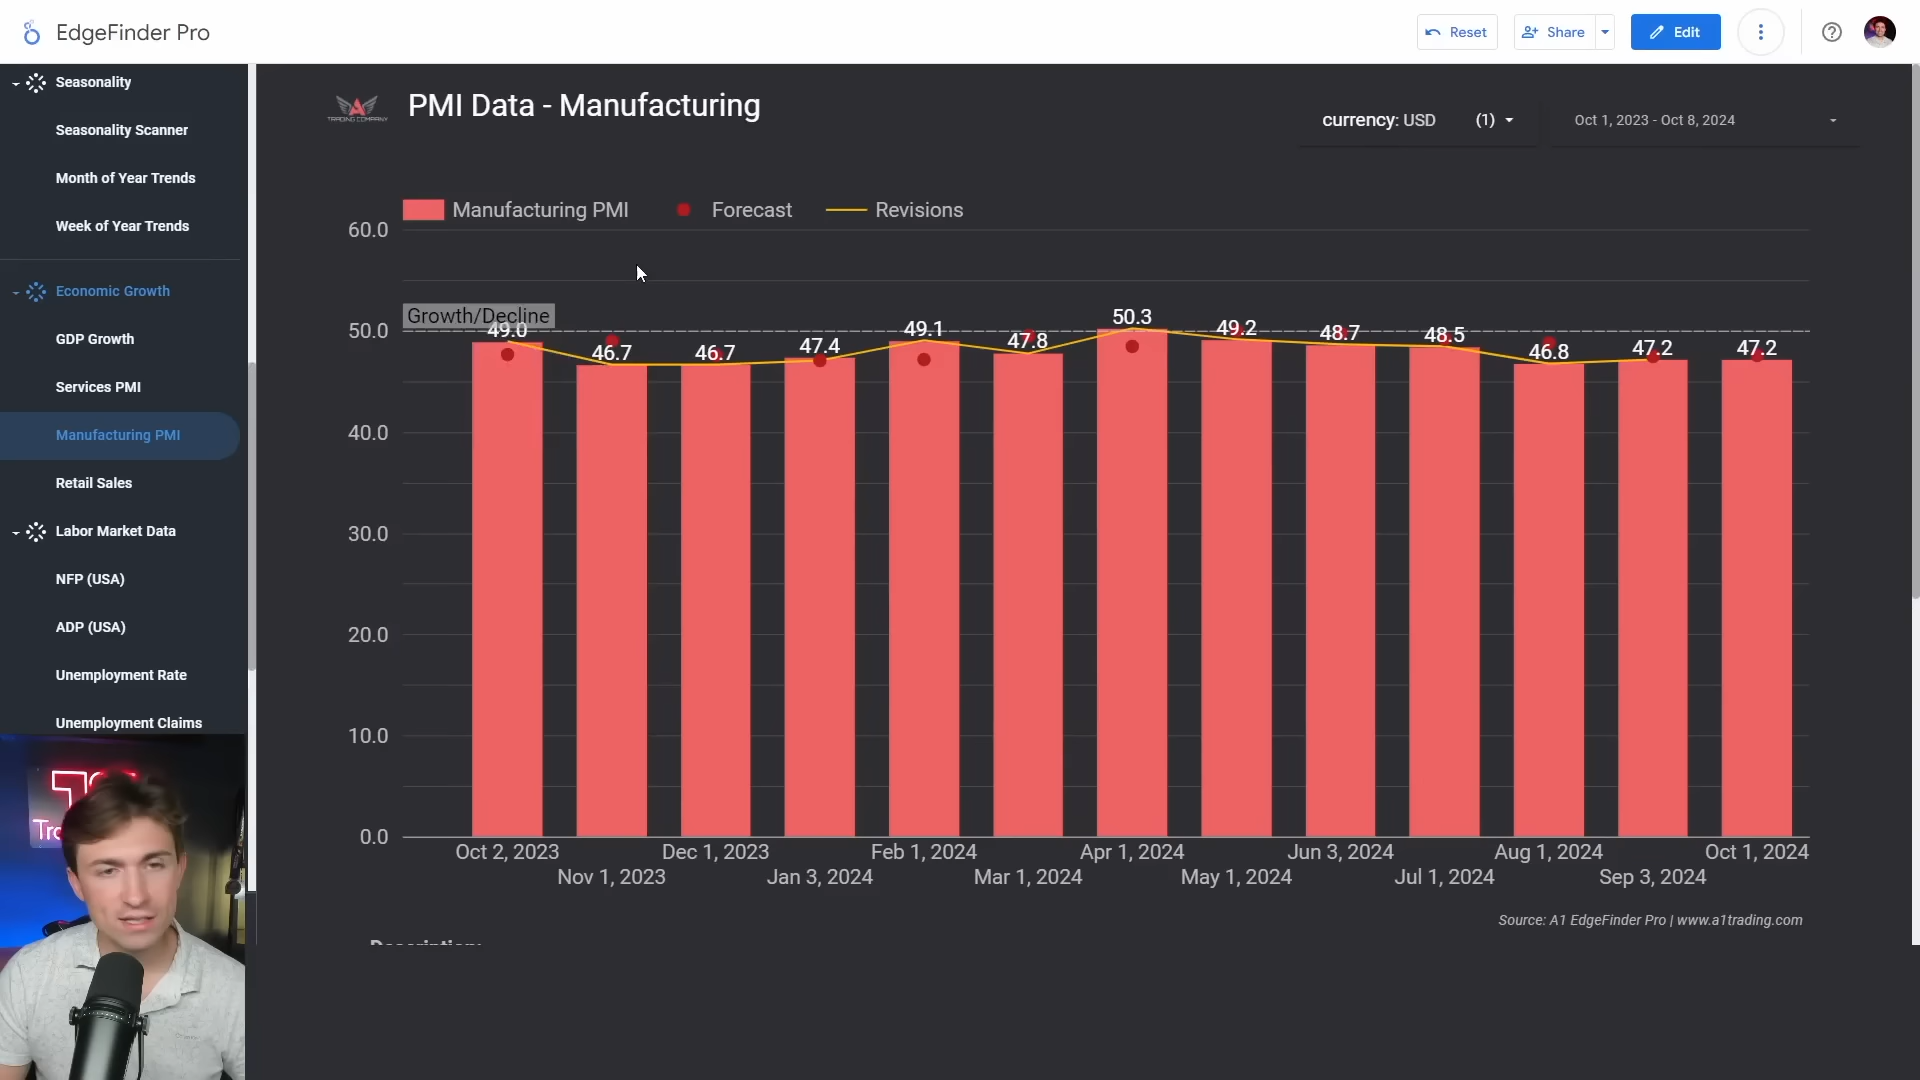 EdgeFinder Pro
Reset
Share
Edit
Seasonality
Seasonality Scanner
Month of Year Trends
Week of Year Trends
Economic Growth
GDP Growth
Services PMI
Manufacturing PMI
Retail Sales
Labor Market Data
NFP (USA)
ADP (USA)
Unemployment Rate
Unemployment Claims
A
TRADING COMPANY
PMI Data - Manufacturing
currency: USD (1)
Oct 1, 2023 - Oct 8, 2024
Manufacturing PMI Forecast Revisions
60.0
50.0
40.0
30.0
20.0
10.0
0.0
Growth/Decline
49.0
46.7
46.7
47.4
49.1
47.8
50.3
49.2
48.7
48.5
46.8
47.2
47.2
Oct 2, 2023
Nov 1, 2023
Dec 1, 2023
Jan 3, 2024
Feb 1, 2024
Mar 1, 2024
Apr 1, 2024
May 1, 2024
Jun 3, 2024
Jul 1, 2024
Aug 1, 2024
Sep 3, 2024
Oct 1, 2024
Source: A1 EdgeFinder Pro | www.a1trading.com
Description: